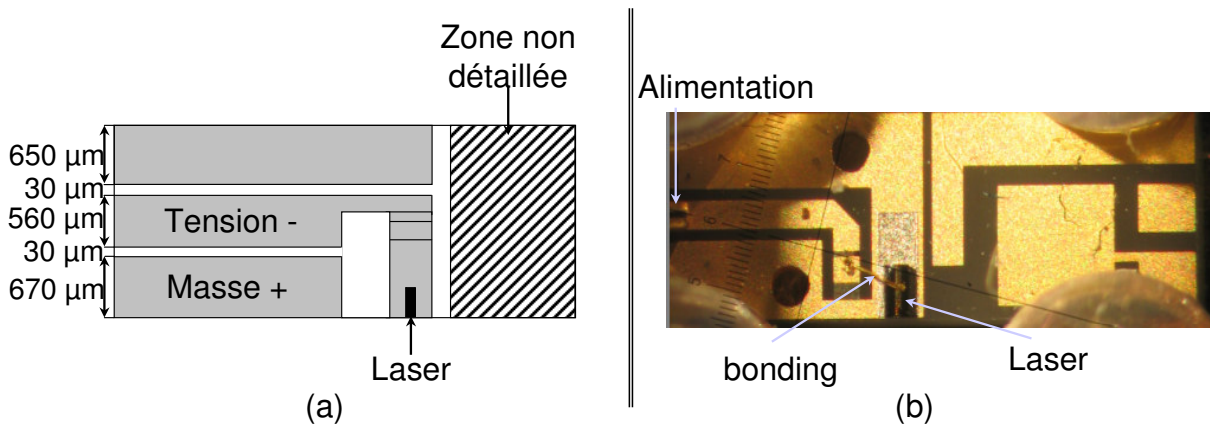 Zone non
détaillée
650 µm
30 µm
560 µm
30 µm
670 µm
Tension -
Masse +
Laser
(a)
Alimentation
bonding
Laser
(b)